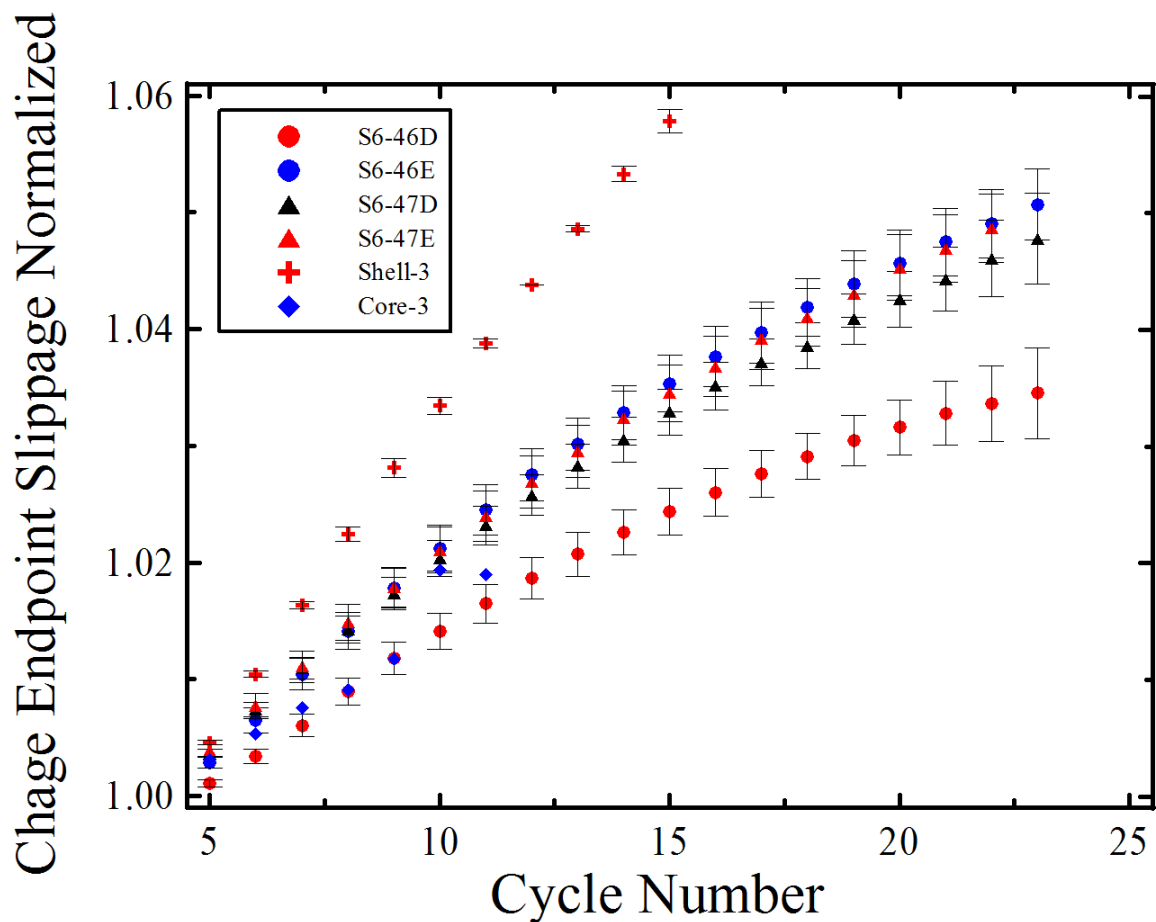 Chage Endpoint Slippage Normalized
1.06
1.04
1.02
1.00
S6-46D
S6-46E
S6-47D
S6-47E
Shell-3
Core-3
5
10
15
20
25
Cycle Number